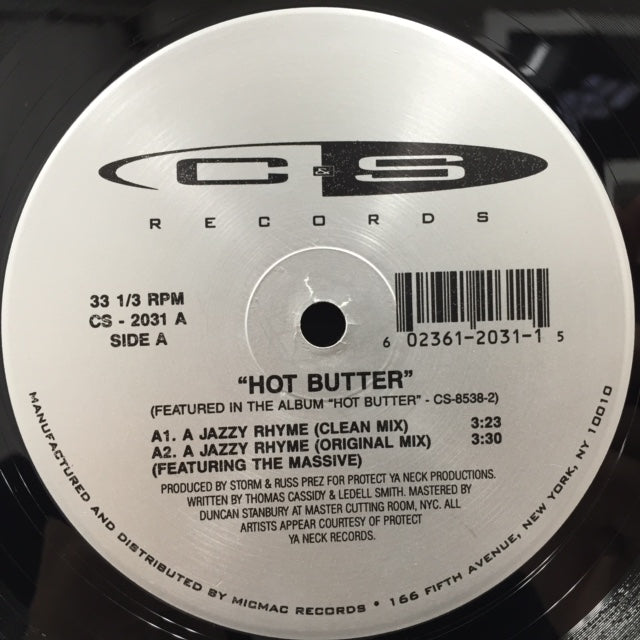 C&S
RECORDS
33 1/3 RPM
CS - 2031 A
SIDE A
6 02361-2031-1 5
"HOT BUTTER"
(FEATURED IN THE ALBUM "HOT BUTTER" - CS-8538-2)
A1. A JAZZY RHYME (CLEAN MIX) 3:23
A2. A JAZZY RHYME (ORIGINAL MIX) 3:30
(FEATURING THE MASSIVE)
PRODUCED BY STORM & RUSS PREZ FOR PROTECT YA NECK PRODUCTIONS.
WRITTEN BY THOMAS CASSIDY & LEDELL SMITH. MASTERED BY
DUNCAN STANBURY AT MASTER CUTTING ROOM, NYC. ALL
ARTISTS APPEAR COURTESY OF PROTECT
YA NECK RECORDS.
MANUFACTURED AND DISTRIBUTED BY MICMAC RECORDS • 166 FIFTH AVENUE, NEW YORK, NY 10010